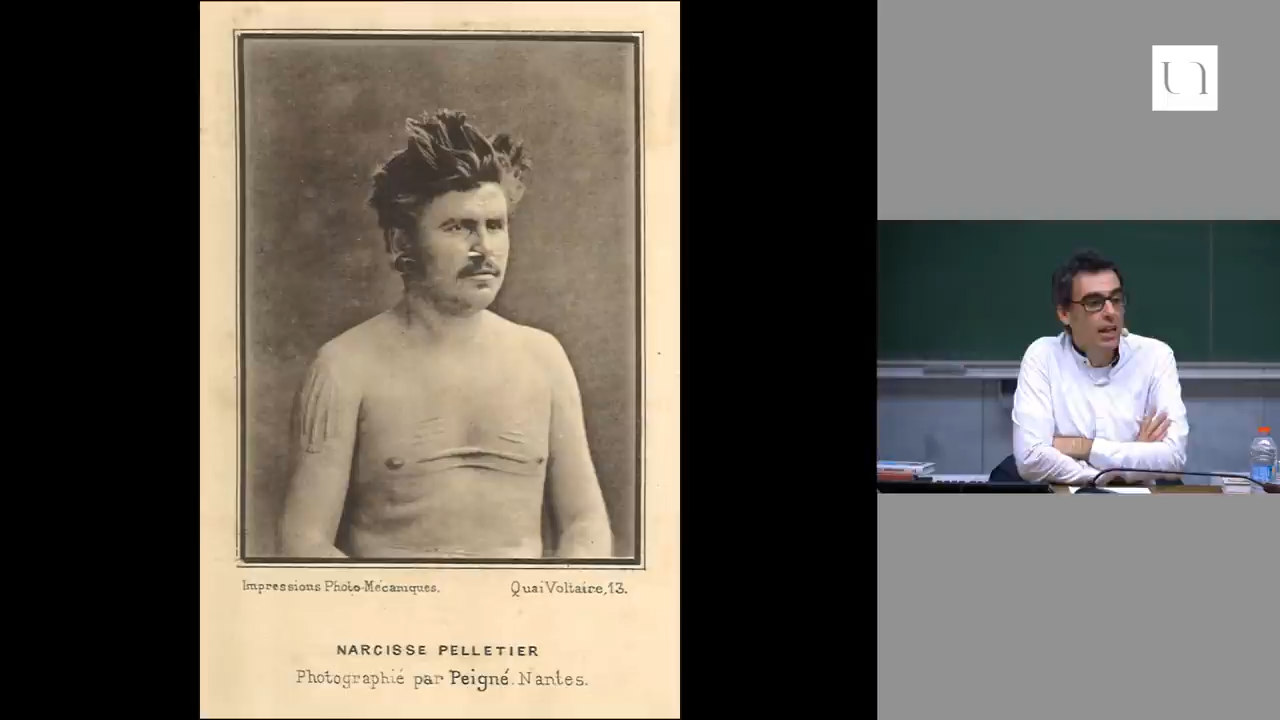 Impressions Photo-Mécaniques. Quai Voltaire, 13.
NARCISSE PELLETIER
Photographié par Peigné. Nantes.